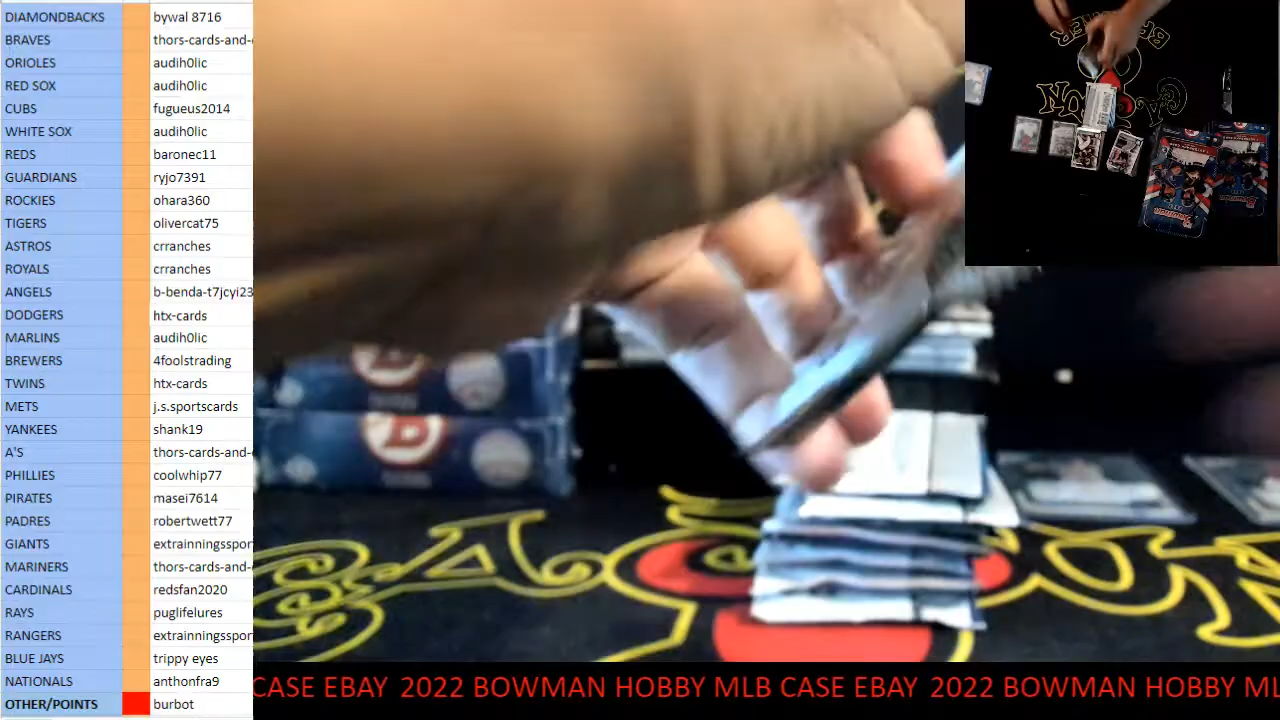 DIAMONDBACKS bywal 8716
BRAVES thors-cards-and-
ORIOLES audih0lic
RED SOX audih0lic
CUBS fugueus2014
WHITE SOX audih0lic
REDS baronec11
GUARDIANS ryjo7391
ROCKIES ohara360
TIGERS olivercat75
ASTROS crranches
ROYALS crranches
ANGELS b-benda-t7jcyi23
DODGERS htx-cards
MARLINS audih0lic
BREWERS 4foolstrading
TWINS htx-cards
METS j.s.sportscards
YANKEES shank19
A'S thors-cards-and-
PHILLIES coolwhip77
PIRATES masei7614
PADRES robertwett77
GIANTS extrainningsspor
MARINERS thors-cards-and-
CARDINALS redsfan2020
RAYS puglifelures
RANGERS extrainningsspor
BLUE JAYS trippy eyes
NATIONALS anthonfra9
OTHER/POINTS burbot
CASE EBAY 2022 BOWMAN HOBBY MLB CASE EBAY 2022 BOWMAN HOBBY ML